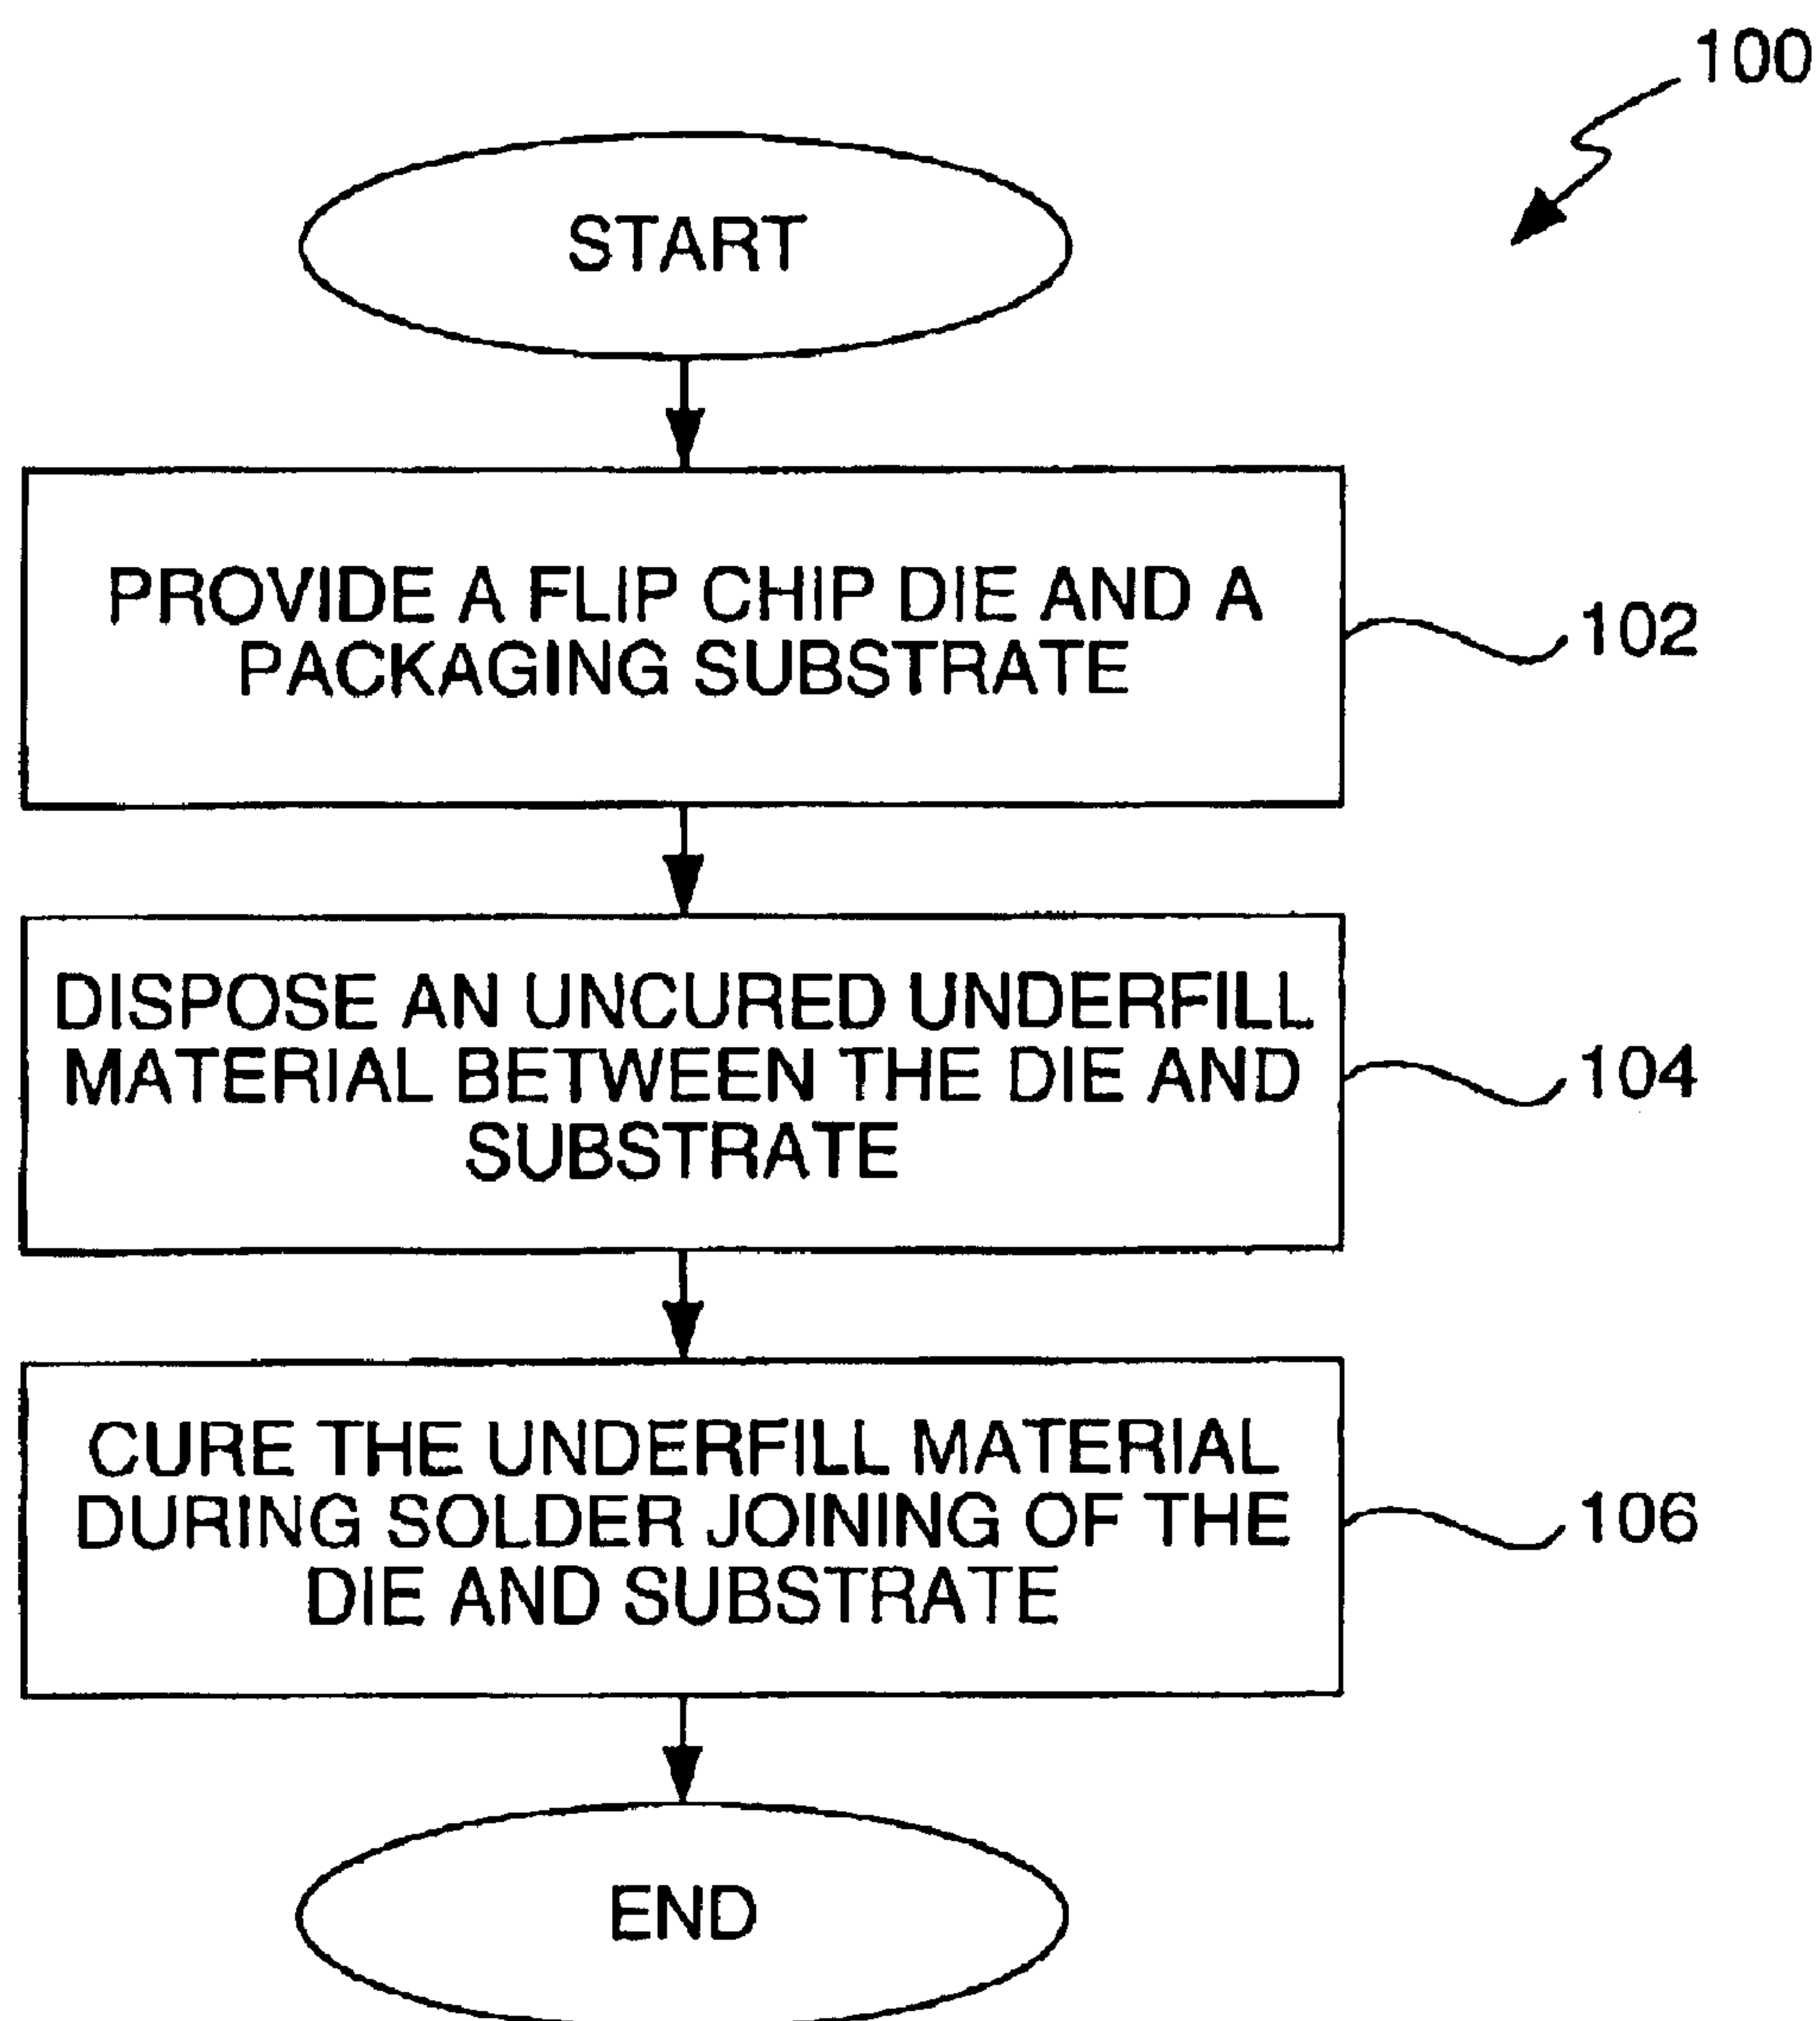 100
START
PROVIDE A FLIP CHIP DIE AND A
PACKAGING SUBSTRATE
102
DISPOSE AN UNCURED UNDERFILL
MATERIAL BETWEEN THE DIE AND
SUBSTRATE
104
CURE THE UNDERFILL MATERIAL
DURING SOLDER JOINING OF THE
DIE AND SUBSTRATE
106
END